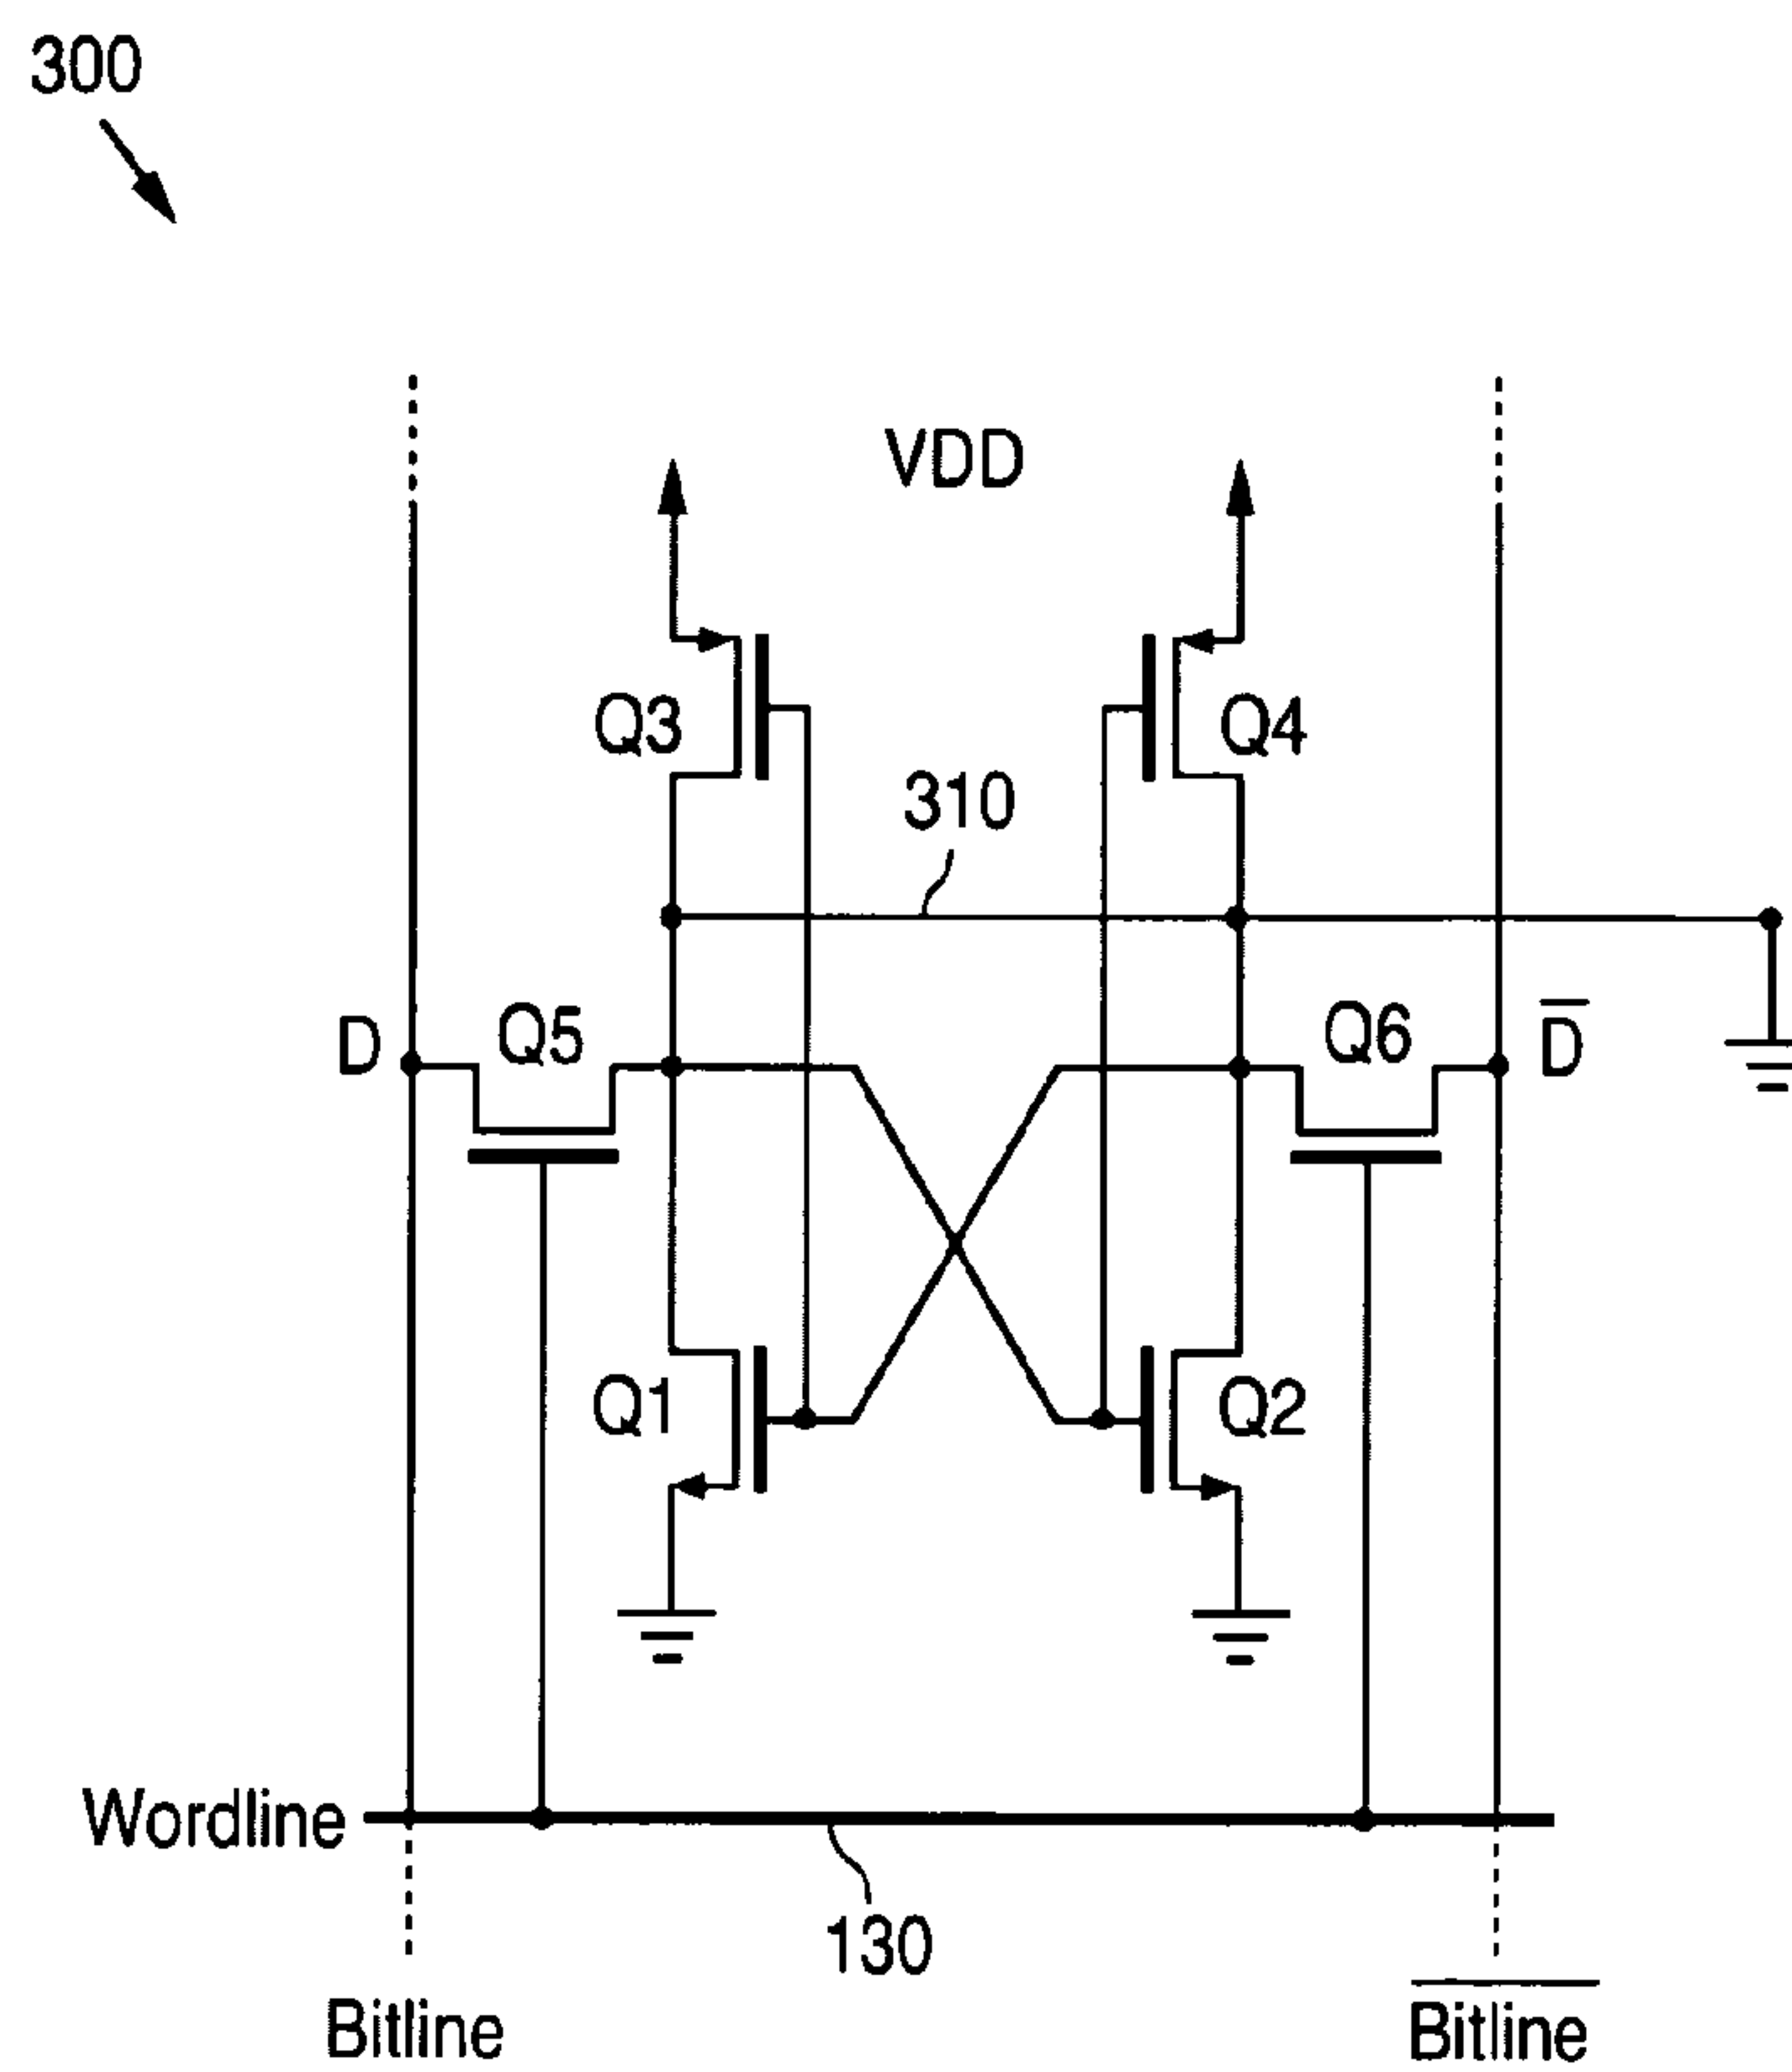 300
VDD
Q3
Q4
310
D
Q5
Q6
D̅
Q1
Q2
Wordline
130
Bitline
B̅i̅t̅l̅i̅n̅e̅